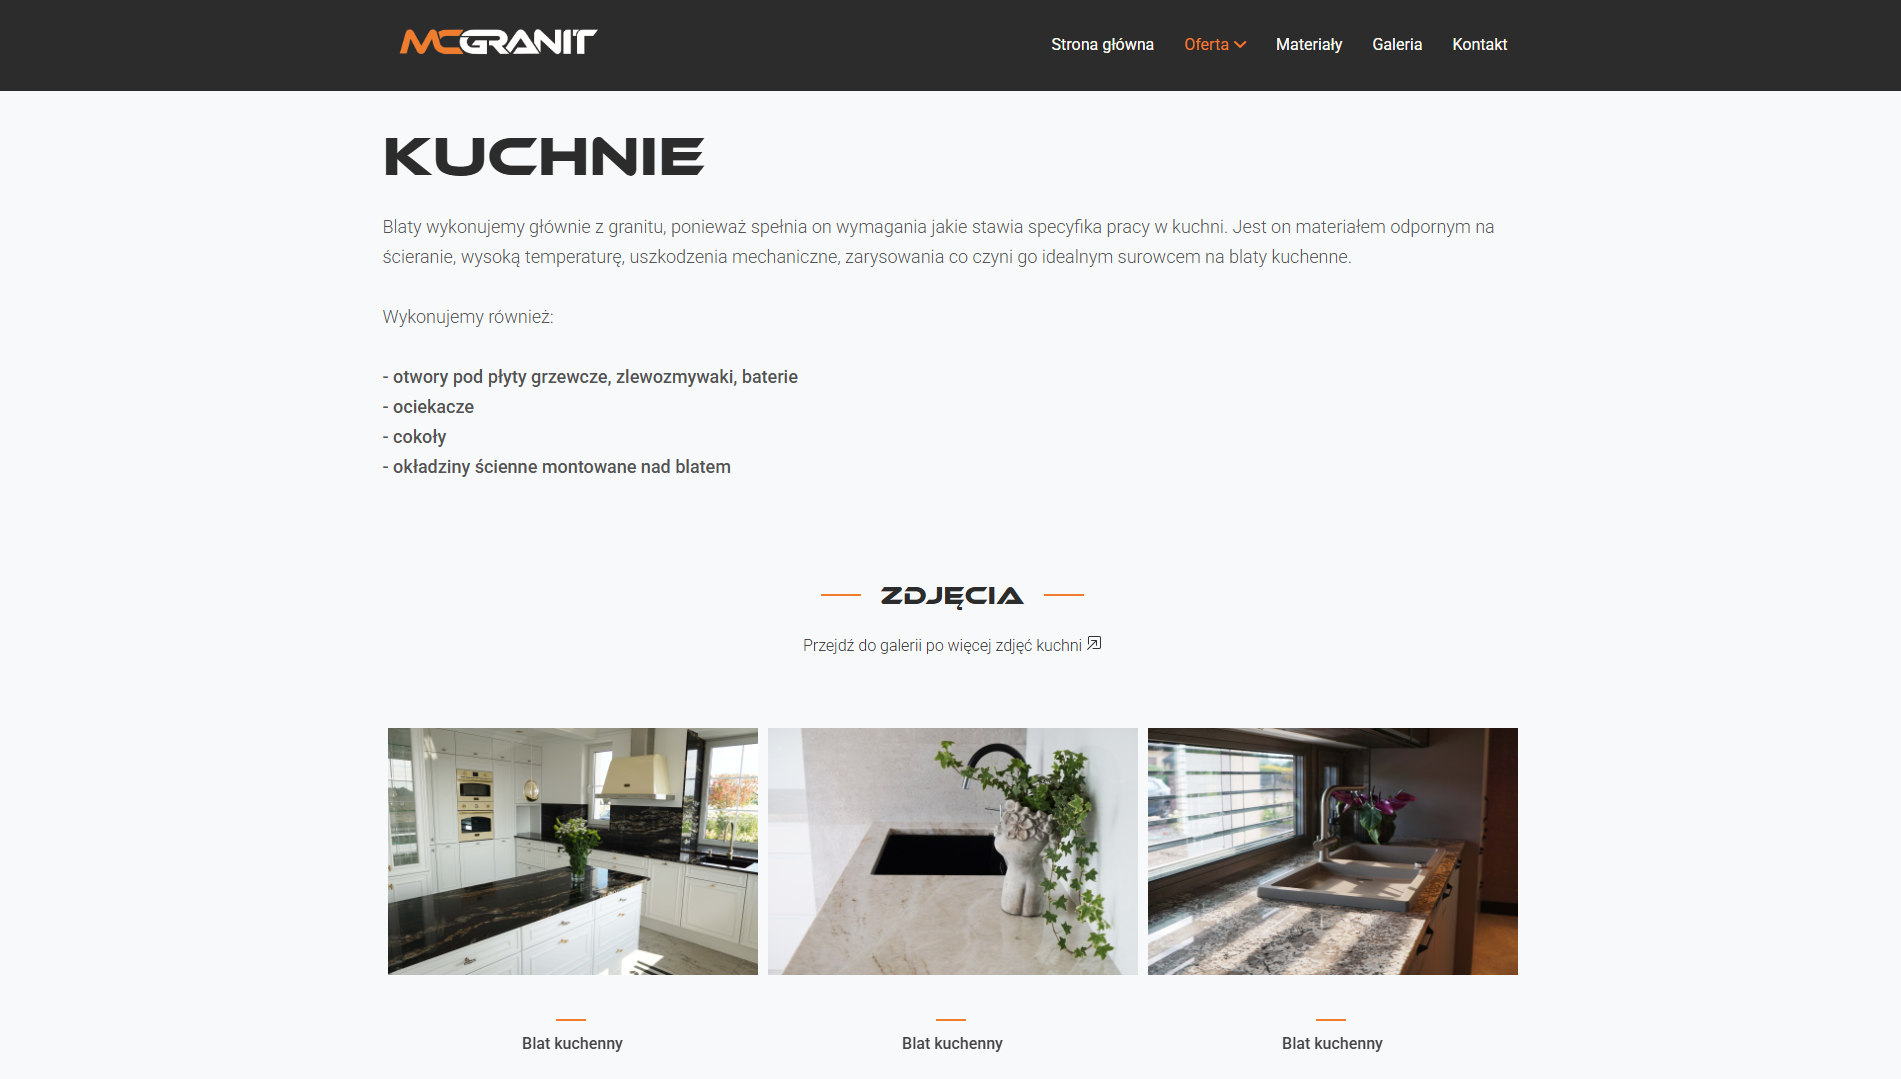 MCGRANIT
Strona główna Oferta Materiały Galeria Kontakt
KUCHNIE
Blaty wykonujemy głównie z granitu, ponieważ spełnia on wymagania jakie stawia specyfika pracy w kuchni. Jest on materiałem odpornym na
ścieranie, wysoką temperaturę, uszkodzenia mechaniczne, zarysowania co czyni go idealnym surowcem na blaty kuchenne.
Wykonujemy również:
- otwory pod płyty grzewcze, zlewozmywaki, baterie
- ociekacze
- cokoły
- okładziny ścienne montowane nad blatem
ZDJĘCIA
Przejdź do galerii po więcej zdjęć kuchni
Blat kuchenny
Blat kuchenny
Blat kuchenny